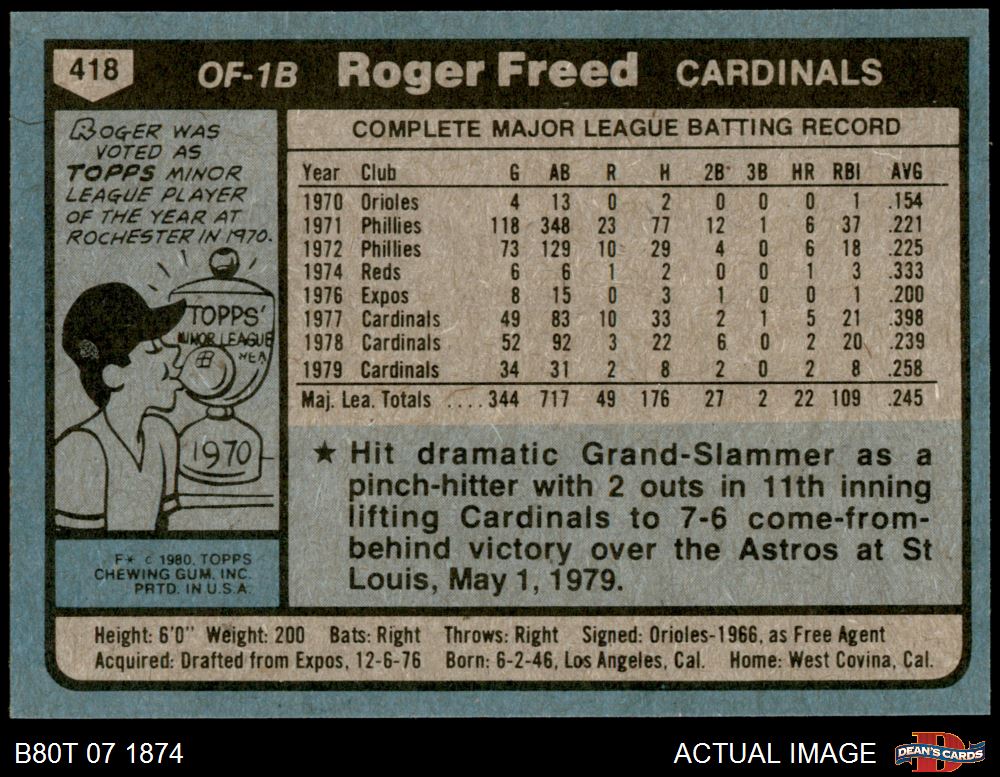 418 OF-1B Roger Freed CARDINALS
ROGER WAS
VOTED AS
TOPPS MINOR
LEAGUE PLAYER
OF THE YEAR AT
ROCHESTER IN 1970.
TOPPS'
MINOR LEAGUE
1970
F* © 1980, TOPPS
CHEWING GUM, INC.
PRTD. IN U.S.A.
COMPLETE MAJOR LEAGUE BATTING RECORD
Year Club G AB R H 2B 3B HR RBI AVG
1970 Orioles 4 13 0 2 0 0 0 1 .154
1971 Phillies 118 348 23 77 12 1 6 37 .221
1972 Phillies 73 129 10 29 4 0 6 18 .225
1974 Reds 6 6 1 2 0 0 1 3 .333
1976 Expos 8 15 0 3 1 0 0 1 .200
1977 Cardinals 49 83 10 33 2 1 5 21 .398
1978 Cardinals 52 92 3 22 6 0 2 20 .239
1979 Cardinals 34 31 2 8 2 0 2 8 .258
Maj. Lea. Totals ....344 717 49 176 27 2 22 109 .245
★ Hit dramatic Grand-Slammer as a
pinch-hitter with 2 outs in 11th inning
lifting Cardinals to 7-6 come-from-
behind victory over the Astros at St
Louis, May 1, 1979.
Height: 6'0" Weight: 200 Bats: Right Throws: Right Signed: Orioles-1966, as Free Agent
Acquired: Drafted from Expos, 12-6-76 Born: 6-2-46, Los Angeles, Cal. Home: West Covina, Cal.
B80T 07 1874 ACTUAL IMAGE DEAN'S CARDS